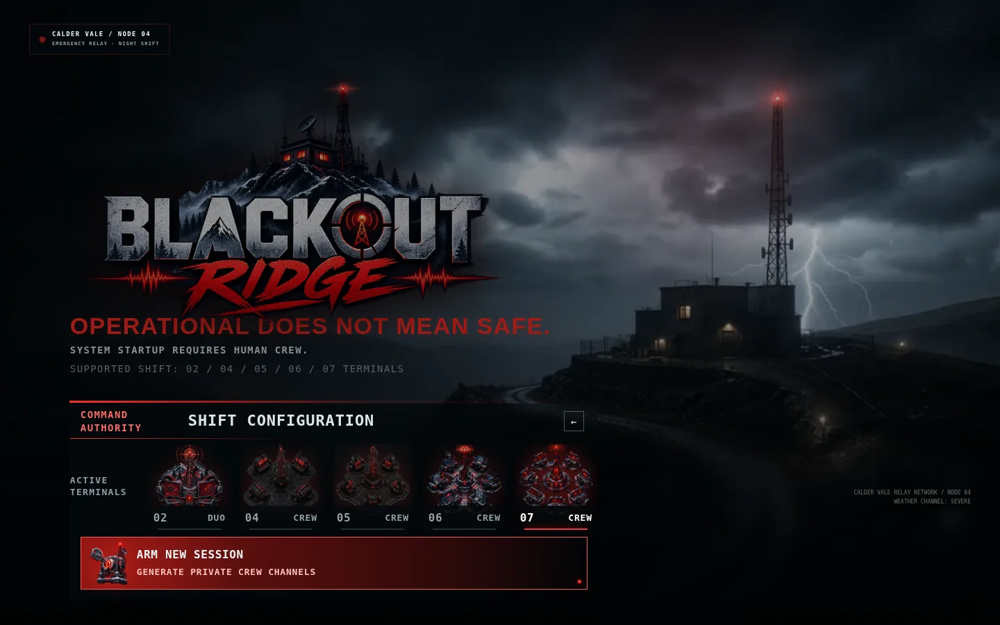 CALDER VALE / NODE 04
EMERGENCY RELAY · NIGHT SHIFT
BLACKOUT
RIDGE
OPERATIONAL DOES NOT MEAN SAFE.
SYSTEM STARTUP REQUIRES HUMAN CREW.
SUPPORTED SHIFT: 02 / 04 / 05 / 06 / 07 TERMINALS
COMMAND
AUTHORITY
SHIFT CONFIGURATION
←
ACTIVE
TERMINALS
02 DUO
04 CREW
05 CREW
06 CREW
07 CREW
ARM NEW SESSION
GENERATE PRIVATE CREW CHANNELS
CALDER VALE RELAY NETWORK / NODE 04
WEATHER CHANNEL: SEVERE